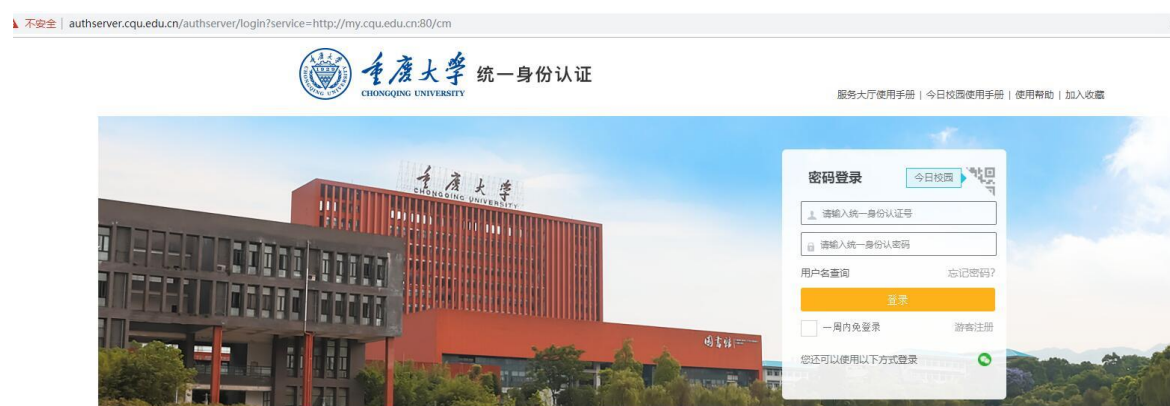 不安全 | authserver.cqu.edu.cn/authserver/login?service=http://my.cqu.edu.cn:80/cm
重庆大学 统一身份认证
CHONGQING UNIVERSITY
服务大厅使用手册 | 今日校园使用手册 | 使用帮助 | 加入收藏
重庆大学
CHONGQING UNIVERSITY
图书馆
密码登录 今日校园
请输入统一身份认证号
请输入统一身份认证密码
用户名查询 忘记密码?
登录
一周内免登录 游客注册
您还可以使用以下方式登录